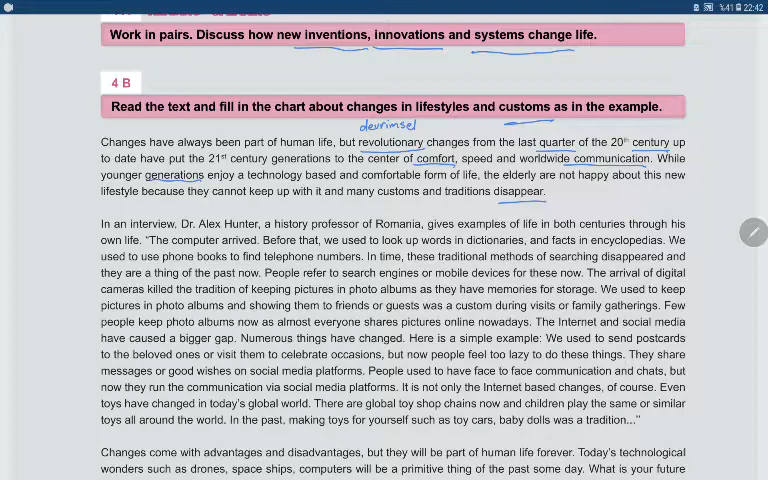 %41 22:42
Work in pairs. Discuss how new inventions, innovations and systems change life.
4 B
Read the text and fill in the chart about changes in lifestyles and customs as in the example.
devrimsel
Changes have always been part of human life, but revolutionary changes from the last quarter of the 20th century up
to date have put the 21st century generations to the center of comfort, speed and worldwide communication. While
younger generations enjoy a technology based and comfortable form of life, the elderly are not happy about this new
lifestyle because they cannot keep up with it and many customs and traditions disappear.
In an interview, Dr. Alex Hunter, a history professor of Romania, gives examples of life in both centuries through his
own life. “The computer arrived. Before that, we used to look up words in dictionaries, and facts in encyclopedias. We
used to use phone books to find telephone numbers. In time, these traditional methods of searching disappeared and
they are a thing of the past now. People refer to search engines or mobile devices for these now. The arrival of digital
cameras killed the tradition of keeping pictures in photo albums as they have memories for storage. We used to keep
pictures in photo albums and showing them to friends or guests was a custom during visits or family gatherings. Few
people keep photo albums now as almost everyone shares pictures online nowadays. The Internet and social media
have caused a bigger gap. Numerous things have changed. Here is a simple example: We used to send postcards
to the beloved ones or visit them to celebrate occasions, but now people feel too lazy to do these things. They share
messages or good wishes on social media platforms. People used to have face to face communication and chats, but
now they run the communication via social media platforms. It is not only the Internet based changes, of course. Even
toys have changed in today’s global world. There are global toy shop chains now and children play the same or similar
toys all around the world. In the past, making toys for yourself such as toy cars, baby dolls was a tradition...”
Changes come with advantages and disadvantages, but they will be part of human life forever. Today’s technological
wonders such as drones, space ships, computers will be a primitive thing of the past some day. What is your future